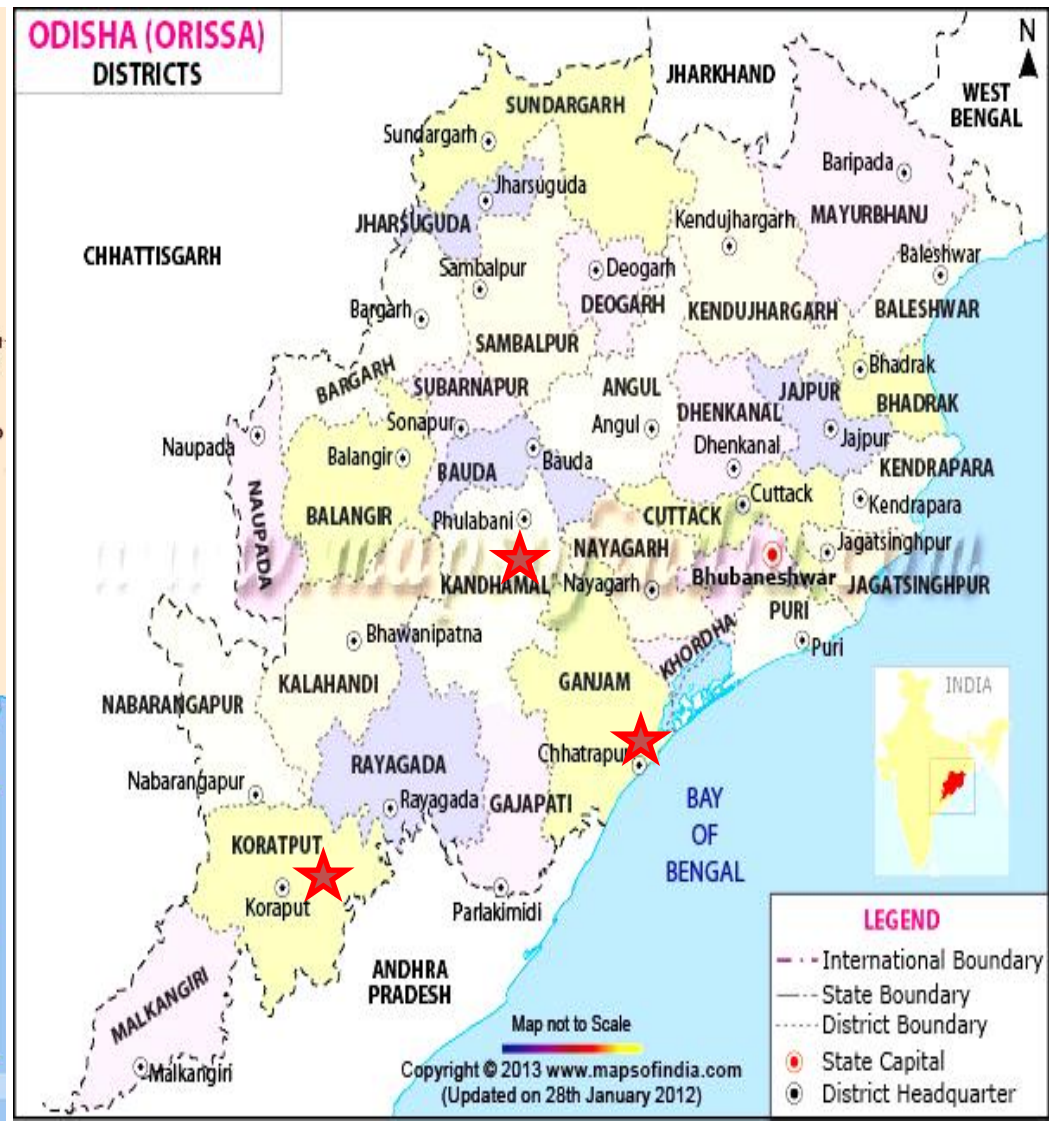 ODISHA (ORISSA)
DISTRICTS
N
JHARKHAND
WEST
BENGAL
SUNDARGARH
Sundargarh
Baripada
Jharsuguda
MAYURBHANJ
JHARSUGUDA
Kendujhargarh
CHHATTISGARH
Baleshwar
Sambalpur
Deogarh
DEOGARH
KENDUJHARGARH
BALESHWAR
Bargarh
SAMBALPUR
Bhadrak
BARGARH
SUBARNAPUR
ANGUL
JAJPUR
BHADRAK
DHENKANAL
Sonapur
Angul
Naupada
Jajpur
Balangir
Bauda
Dhenkanal
BAUDA
KENDRAPARA
Cuttack
Kendrapara
NAUPADA
BALANGIR
Phulabani
CUTTACK
NAYAGARH
Jagatsinghpur
KANDHAMAL
Nayagarh
Bhubaneshwar
JAGATSINGHPUR
PURI
Bhawanipatna
KHORDHA
Puri
KALAHANDI
GANJAM
INDIA
NABARANGAPUR
Chhatrapur
RAYAGADA
Nabarangapur
Rayagada
GAJAPATI
BAY
OF
BENGAL
KORATPUT
Koraput
Parlakimidi
LEGEND
International Boundary
State Boundary
District Boundary
State Capital
District Headquarter
ANDHRA
PRADESH
MALKANGIRI
Malkangiri
Map not to Scale
Copyright © 2013 www.mapsofindia.com
(Updated on 28th January 2012)